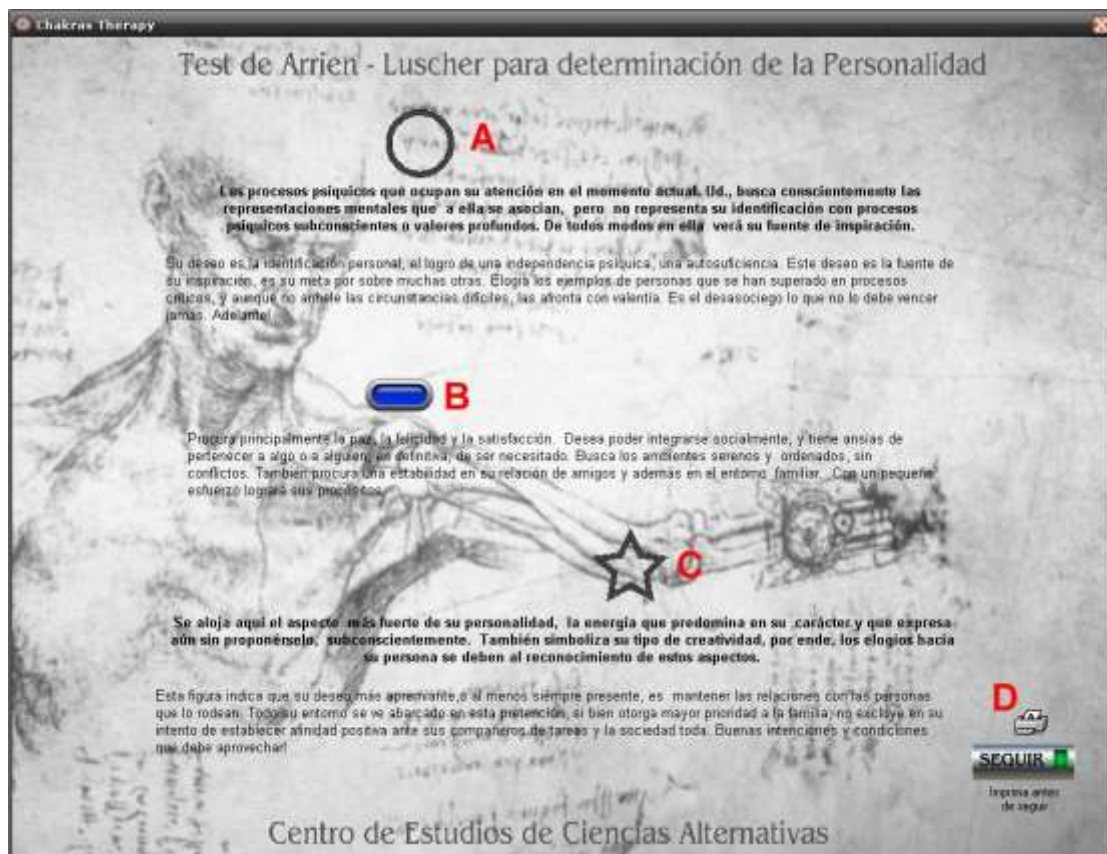 Chakras Therapy
Test de Arrien - Luscher para determinación de la Personalidad
A
Los procesos psiquicos que ocupan su atención en el momento actual. Ud., busca conscientemente las
representaciones mentales que a ella se asocian, pero no representa su identificación con procesos
psiquicos subconscientes o valores profundos. De todos modos en ella verá su fuente de inspiración.
Su deseo es la identificación personal, el logro de una independencia psiquica, una autosuficiencia. Este deseo es la fuente de
su inspiración, es su meta por sobre muchas otras. Elogia los ejemplos de personas que se han superado en procesos
criticos, y aunque no anhele las circunstancias dificiles, las afronta con valentia. Es el desasociego lo que no lo debe vencer
jamas. Adelante!
B
Procura principalmente la paz, la felicidad y la satisfacción. Desea poder integrarse socialmente, y tiene ansias de
pertenecer a algo o a alguien, en definitiva, de ser necesitado. Busca los ambientes serenos y ordenados, sin
conflictos. También procura una estabilidad en su relación de amigos y además en el entorno familiar. Con un pequeño
esfuerzo logrará sus propósitos.
C
Se aloja aqui el aspecto más fuerte de su personalidad, la energia que predomina en su carácter y que expresa
aún sin proponérselo, subconscientemente. También simboliza su tipo de creatividad, por ende, los elogios hacia
su persona se deben al reconocimiento de estos aspectos.
Esta figura indica que su deseo más apremiante,o al menos siempre presente, es mantener las relaciones con las personas
que lo rodean. Todo su entorno se ve abarcado en esta pretención, si bien otorga mayor prioridad a la familia, no excluye en su
intento de establecer afinidad positiva ante sus compañeros de tareas y la sociedad toda. Buenas intenciones y condiciones
que debe aprovechar!
D
SEGUIR
Imprima antes
de seguir
Centro de Estudios de Ciencias Alternativas